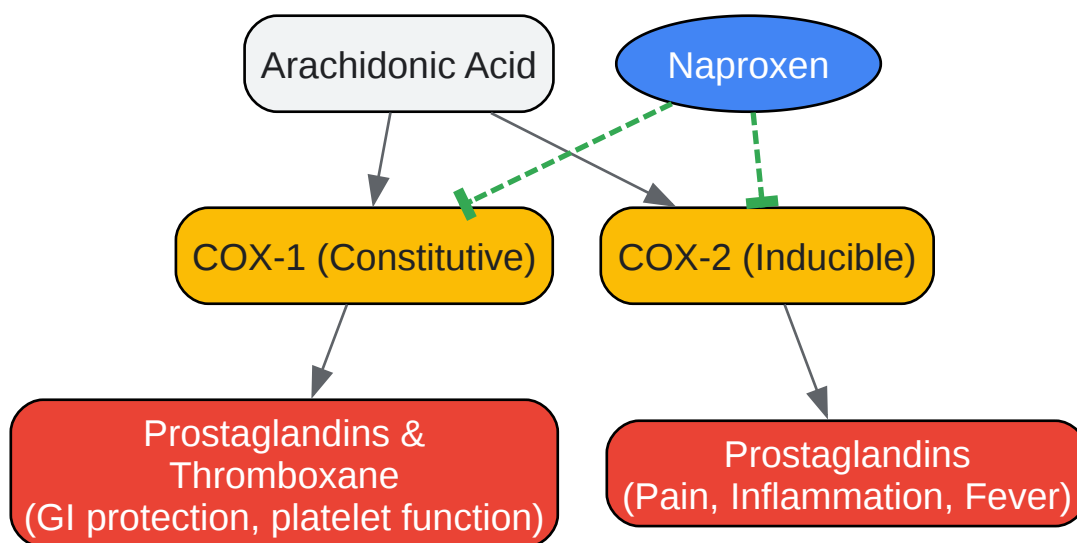 Arachidonic Acid
Naproxen
COX-1 (Constitutive)
COX-2 (Inducible)
Prostaglandins &
Thromboxane
(GI protection, platelet function)
Prostaglandins
(Pain, Inflammation, Fever)